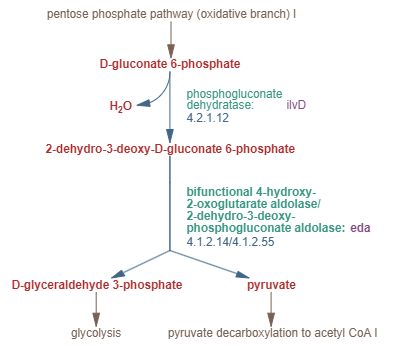 pentose phosphate pathway (oxidative branch) I
D-gluconate 6-phosphate
phosphogluconate
dehydratase: ilvD
4.2.1.12
H2O
2-dehydro-3-deoxy-D-gluconate 6-phosphate
bifunctional 4-hydroxy-
2-oxoglutarate aldolase/
2-dehydro-3-deoxy-
phosphogluconate aldolase: eda
4.1.2.14/4.1.2.55
D-glyceraldehyde 3-phosphate
pyruvate
glycolysis
pyruvate decarboxylation to acetyl CoA I